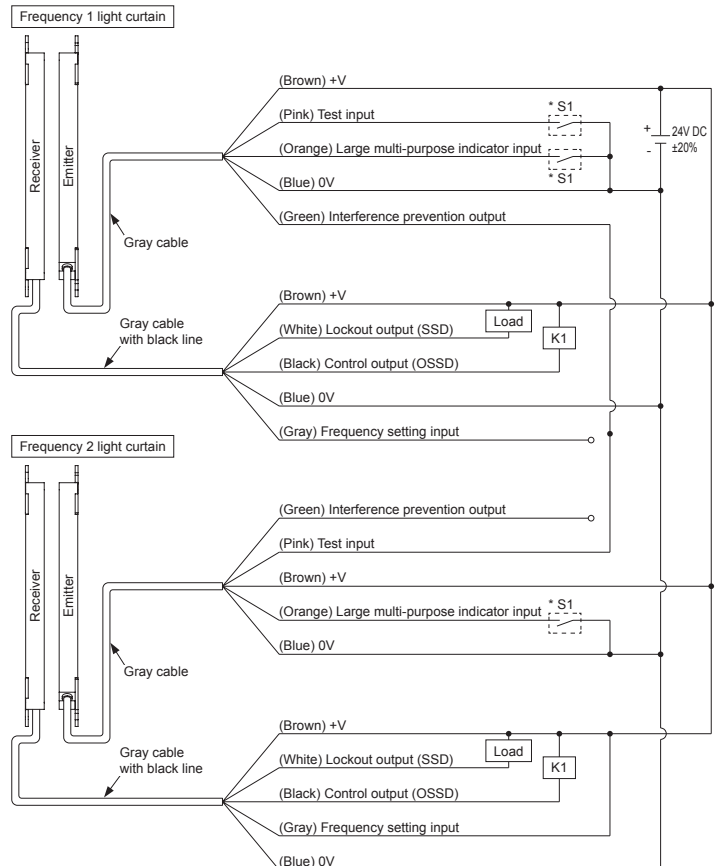 Frequency 1 light curtain
Receiver
Emitter
Gray cable
Gray cable
with black line
(Brown) +V
(Pink) Test input
* S1
(Orange) Large multi-purpose indicator input
* S1
(Blue) 0V
(Green) Interference prevention output
+
-
24V DC
±20%
(Brown) +V
(White) Lockout output (SSD)
Load
K1
(Black) Control output (OSSD)
(Blue) 0V
(Gray) Frequency setting input
Frequency 2 light curtain
Receiver
Emitter
Gray cable
Gray cable
with black line
(Green) Interference prevention output
(Pink) Test input
(Brown) +V
(Orange) Large multi-purpose indicator input
* S1
(Blue) 0V
(Brown) +V
(White) Lockout output (SSD)
Load
K1
(Black) Control output (OSSD)
(Gray) Frequency setting input
(Blue) 0V